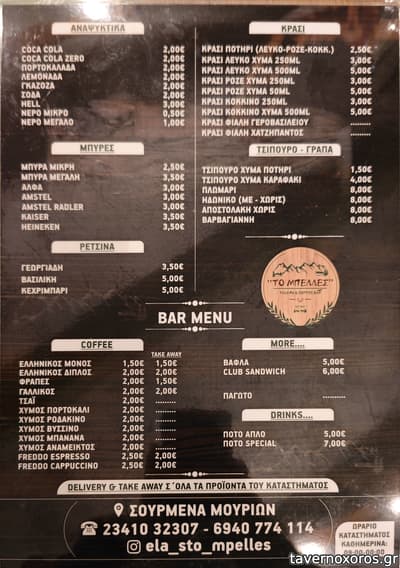 ΑΝΑΨΥΚΤΙΚΑ
COCA COLA 2,00€
COCA COLA ZERO 2,00€
ΠΟΡΤΟΚΑΛΑΔΑ 2,00€
ΛΕΜΟΝΑΔΑ 2,00€
ΓΚΑΖΟΖΑ 2,00€
ΣΟΔΑ 2,00€
HELL 3,00€
ΝΕΡΟ ΜΙΚΡΟ 0,50€
ΝΕΡΟ ΜΕΓΑΛΟ 1,00€
ΜΠΥΡΕΣ
ΜΠΥΡΑ ΜΙΚΡΗ 2,50€
ΜΠΥΡΑ ΜΕΓΑΛΗ 3,50€
ΑΛΦΑ 3,00€
AMSTEL 3,00€
AMSTEL RADLER 3,00€
KAISER 3,50€
HEINEKEN 3,50€
ΡΕΤΣΙΝΑ
ΓΕΩΡΓΙΑΔΗ 3,50€
ΒΑΣΙΛΙΚΗ 5,00€
ΚΕΧΡΙΜΠΑΡΙ 5,00€
ΚΡΑΣΙ
ΚΡΑΣΙ ΠΟΤΗΡΙ (ΛΕΥΚΟ-ΡΟΖΕ-ΚΟΚΚ.) 2,50€
ΚΡΑΣΙ ΛΕΥΚΟ ΧΥΜΑ 250ML 3,00€
ΚΡΑΣΙ ΛΕΥΚΟ ΧΥΜΑ 500ML 5,00€
ΚΡΑΣΙ ΡΟΖΕ ΧΥΜΑ 250ML 3,00€
ΚΡΑΣΙ ΡΟΖΕ ΧΥΜΑ 500ML 5,00€
ΚΡΑΣΙ ΚΟΚΚΙΝΟ 250ML 3,00€
ΚΡΑΣΙ ΚΟΚΚΙΝΟ ΧΥΜΑ 500ML 5,00€
ΚΡΑΣΙ ΦΙΑΛΗ ΓΕΡΟΒΑΣΙΛΕΙΟΥ ..........
ΚΡΑΣΙ ΦΙΑΛΗ ΧΑΤΖΗΠΑΝΤΟΣ ..........
ΤΣΙΠΟΥΡΟ - ΓΡΑΠΑ
ΤΣΙΠΟΥΡΟ ΧΥΜΑ ΠΟΤΗΡΙ 1,50€
ΤΣΙΠΟΥΡΟ ΧΥΜΑ ΚΑΡΑΦΑΚΙ 4,00€
ΠΛΩΜΑΡΙ 8,00€
ΗΔΩΝΙΚΟ (ΜΕ - ΧΩΡΙΣ) 8,00€
ΑΠΟΣΤΟΛΑΚΗ ΧΩΡΙΣ 8,00€
ΒΑΡΒΑΓΙΑΝΝΗ 8,00€
"ΤΟ ΜΠΕΛΛΕΣ"
BAR MENU
COFFEE
TAKE AWAY
ΕΛΛΗΝΙΚΟΣ ΜΟΝΟΣ 1,50€ 1,50€
ΕΛΛΗΝΙΚΟΣ ΔΙΠΛΟΣ 2,00€ 2,00€
ΦΡΑΠΕΣ 2,00€ 1,50€
ΓΑΛΛΙΚΟΣ 2,00€ 2,00€
ΤΣΑΪ 2,00€ ........
ΧΥΜΟΣ ΠΟΡΤΟΚΑΛΙ 2,00€ ........
ΧΥΜΟΣ ΡΟΔΑΚΙΝΟ 2,00€ ........
ΧΥΜΟΣ ΒΥΣΣΙΝΟ 2,00€ ........
ΧΥΜΟΣ ΜΠΑΝΑΝΑ 2,00€ ........
ΧΥΜΟΣ ΑΝΑΜΕΙΚΤΟΣ 2,00€ ........
FREDDO ESPRESSO 2,50€ 2,00€
FREDDO CAPPUCCINO 2,50€ 2,00€
MORE....
ΒΑΦΛΑ 5,00€
CLUB SANDWICH 6,00€
ΠΑΓΩΤΟ ............
DRINKS....
ΠΟΤΟ ΑΠΛΟ 5,00€
ΠΟΤΟ SPECIAL 7,00€
DELIVERY & TAKE AWAY Σ΄ΟΛΑ ΤΑ ΠΡΟΪΟΝΤΑ ΤΟΥ ΚΑΤΑΣΤΗΜΑΤΟΣ
ΣΟΥΡΜΕΝΑ ΜΟΥΡΙΩΝ
23410 32307 - 6940 774 114
ela_sto_mpelles
ΩΡΑΡΙΟ
ΚΑΤΑΣΤΗΜΑΤΟΣ
ΚΑΘΗΜΕΡΙΝΑ:
09:00-00:00
tavernoxoros.gr